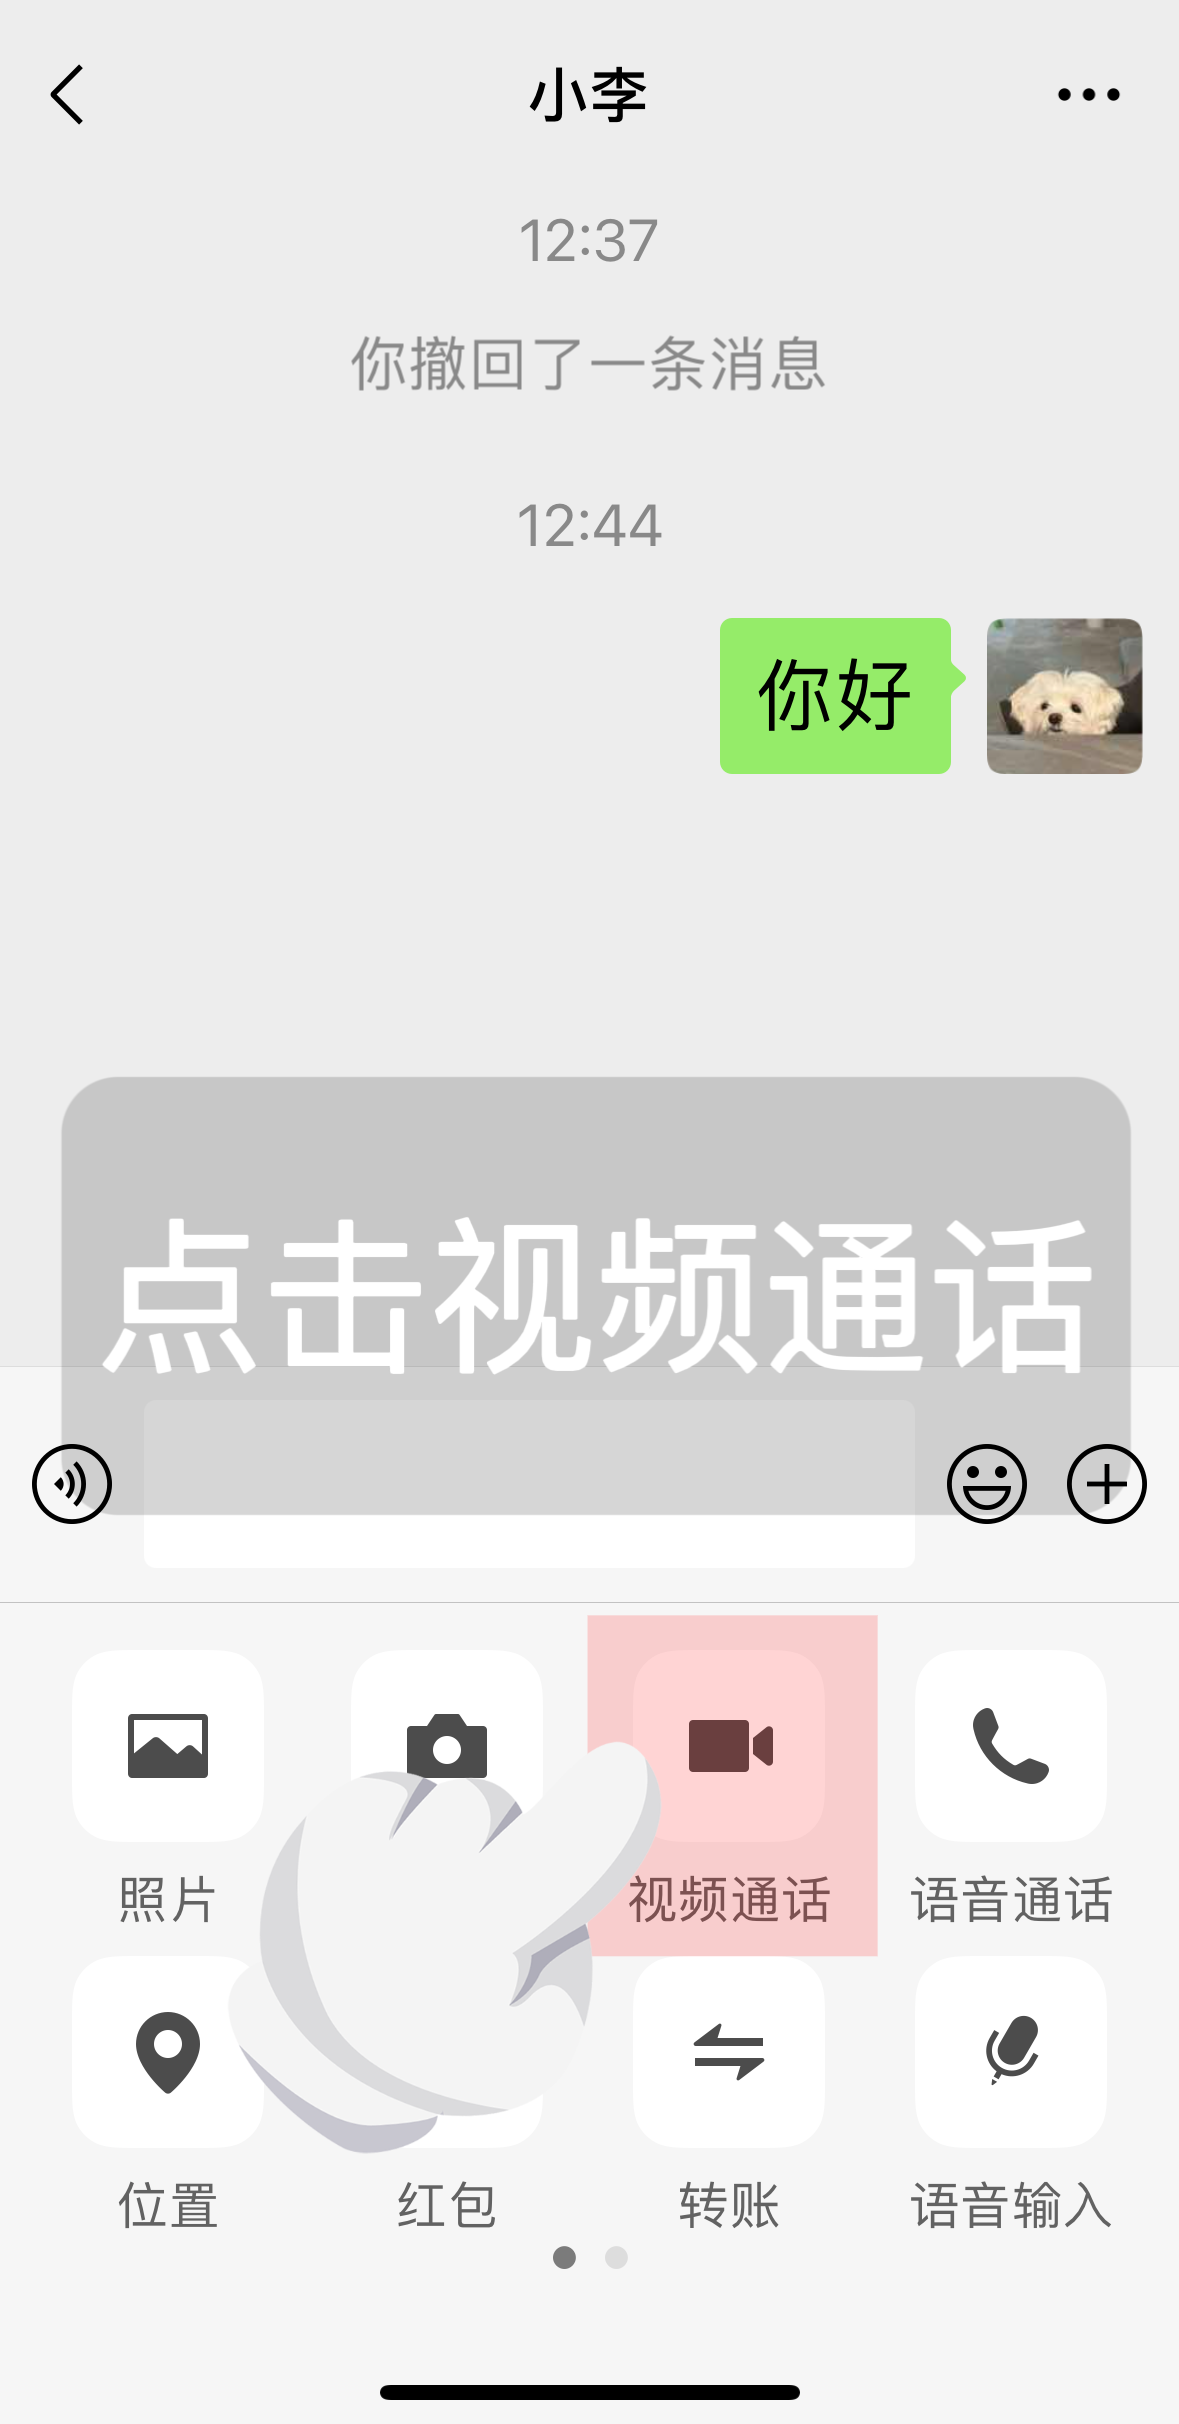 小李
12:37
你撤回了一条消息
12:44
你好
点击视频通话
照片
视频通话
语音通话
位置
红包
转账
语音输入